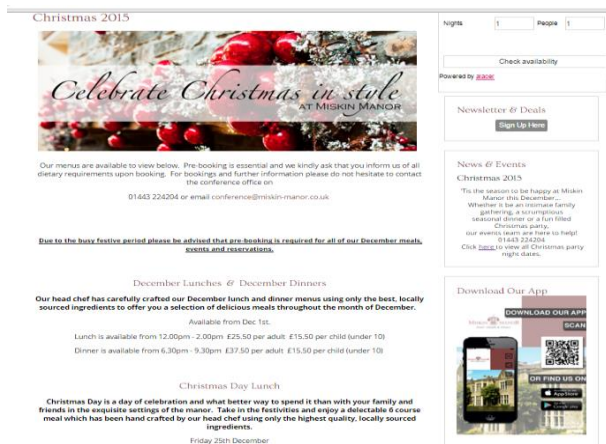 Christmas 2015
Celebrate Christmas in style
AT MISKIN MANOR
Our menus are available to view below. Pre-booking is essential and we kindly ask that you inform us of all
dietary requirements upon booking. For bookings and further information please do not hesitate to contact
the conference office on
01443 224204 or email conference@miskin-manor.co.uk
Due to the busy festive period please be advised that pre-booking is required for all of our December meals,
events and reservations.
December Lunches & December Dinners
Our head chef has carefully crafted our December lunch and dinner menus using only the best, locally
sourced ingredients to offer you a selection of delicious meals throughout the month of December.
Available from Dec 1st.
Lunch is available from 12.00pm - 2.00pm £25.50 per adult £15.50 per child (under 10)
Dinner is available from 6.30pm - 9.30pm £37.50 per adult £15.50 per child (under 10)
Christmas Day Lunch
Christmas Day is a day of celebration and what better way to spend it than with your family and
friends in the exquisite settings of the manor. Take in the festivities and enjoy a delectable 6 course
meal which has been hand crafted by our head chef using only the highest quality, locally sourced
ingredients.
Friday 25th December
Nights 1 People 1
Check availability
Powered by
Newsletter & Deals
Sign Up Here
News & Events
Christmas 2015
'Tis the season to be happy at Miskin
Manor this December...
Whether it be an intimate family
gathering, a scrumptious
seasonal dinner or a fun filled
Christmas party,
our events team are here to help!
01443 224204
Click here to view all Christmas party
night dates.
Download Our App
DOWNLOAD OUR APP
SCAN
OR FIND US ON
App Store